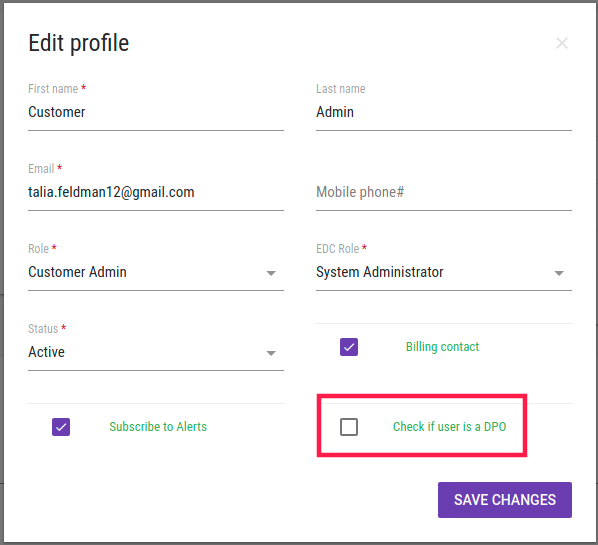 Edit profile
First name *
Last name
Customer
Admin
Email *
talia.feldman12@gmail.com
Mobile phone#
Role *
EDC Role *
Customer Admin
System Administrator
Status *
Active
Billing contact
Subscribe to Alerts
Check if user is a DPO
SAVE CHANGES